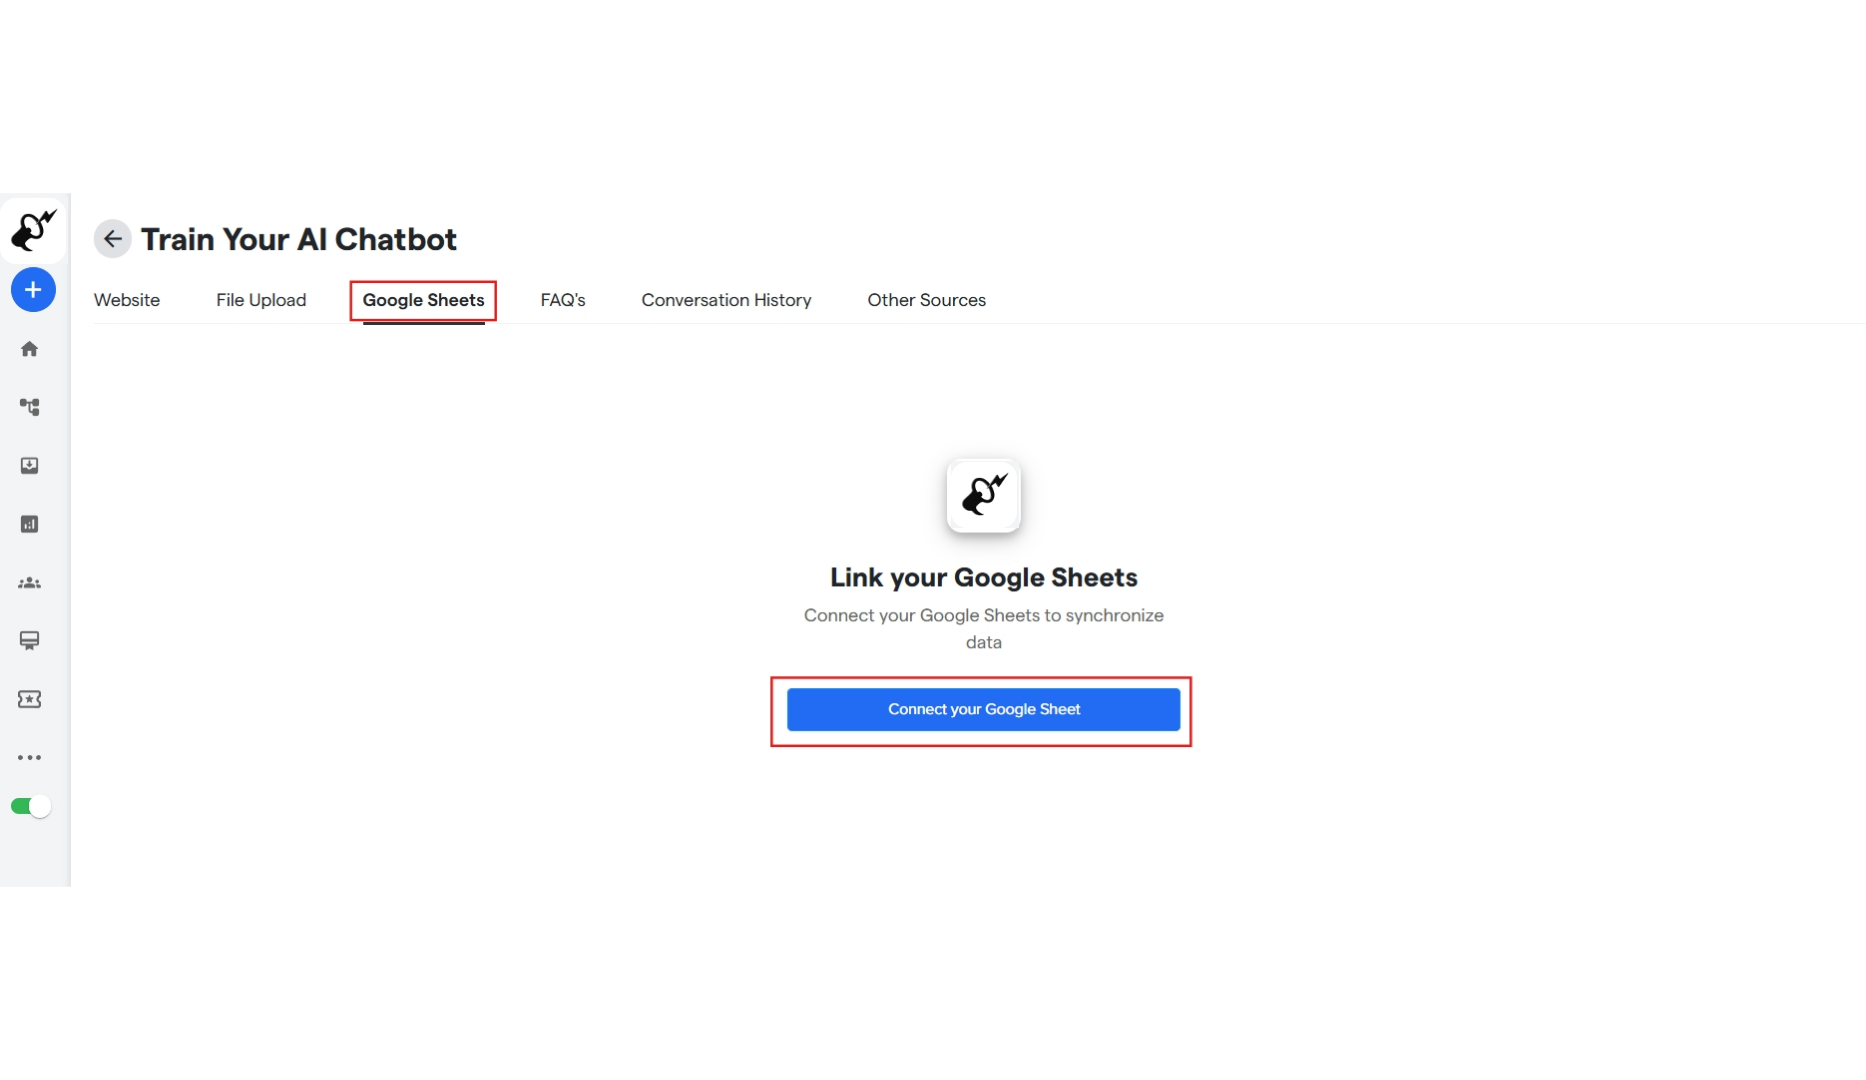 Train Your AI Chatbot
Website File Upload Google Sheets FAQ's Conversation History Other Sources
Link your Google Sheets
Connect your Google Sheets to synchronize
data
Connect your Google Sheet